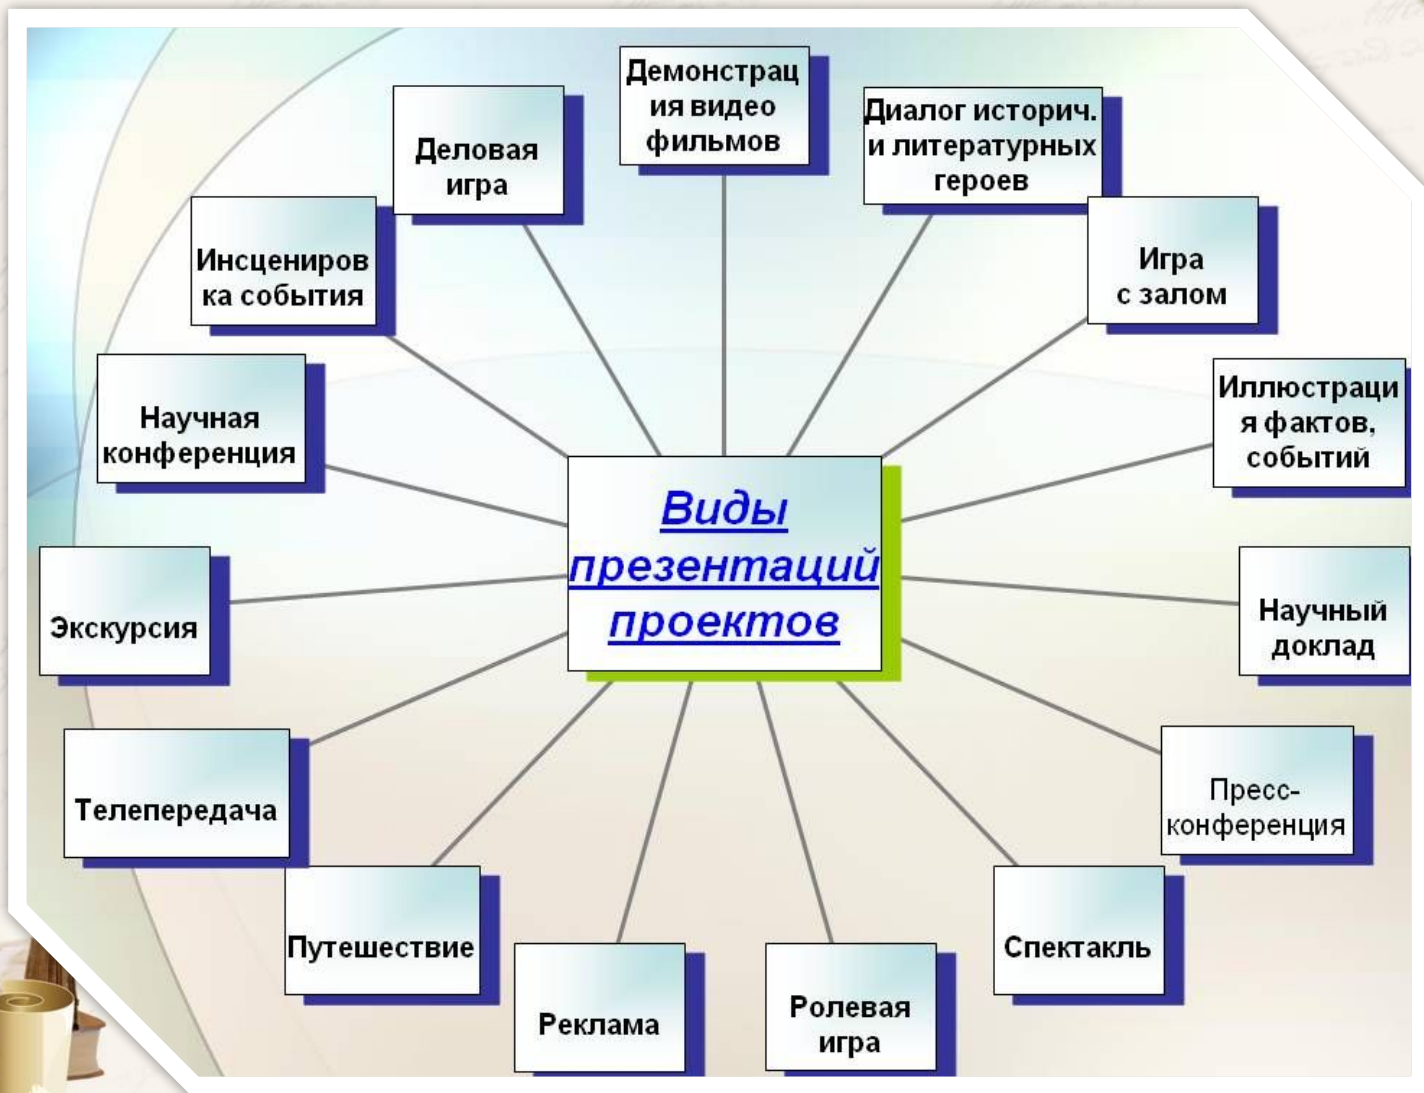 Демонстрац
ия видео
фильмов
Диалог историч.
и литературных
героев
Деловая
игра
Игра
с залом
Инсцениров
ка события
Иллюстраци
я фактов,
событий
Научная
конференция
Виды
презентаций
проектов
Экскурсия
Научный
доклад
Телепередача
Пресс-
конференция
Путешествие
Спектакль
Реклама
Ролевая
игра